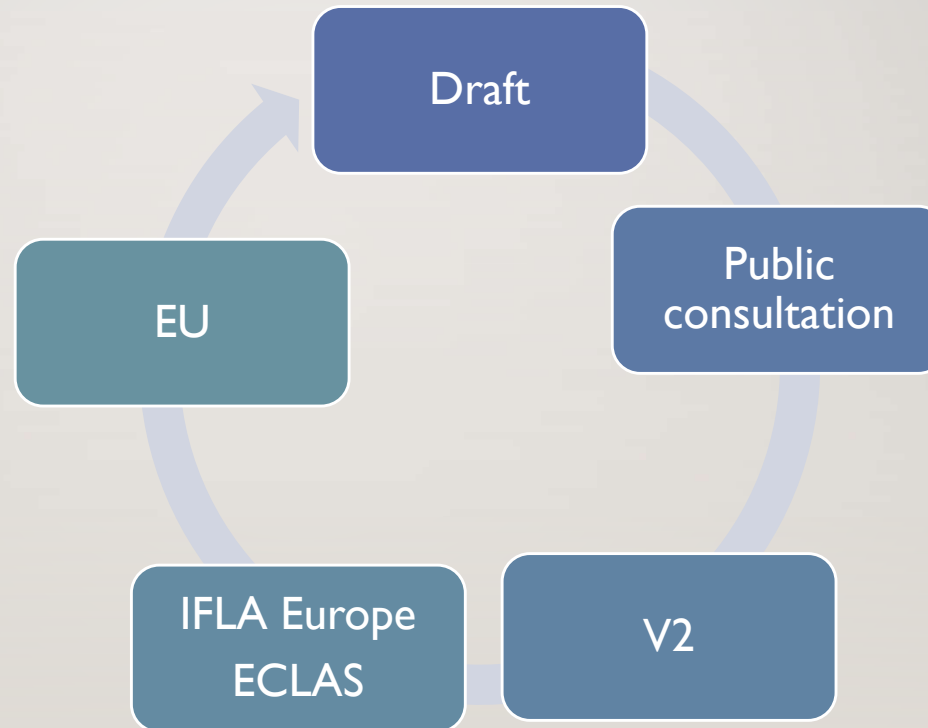 Draft
Public
consultation
V2
IFLA Europe
ECLAS
EU